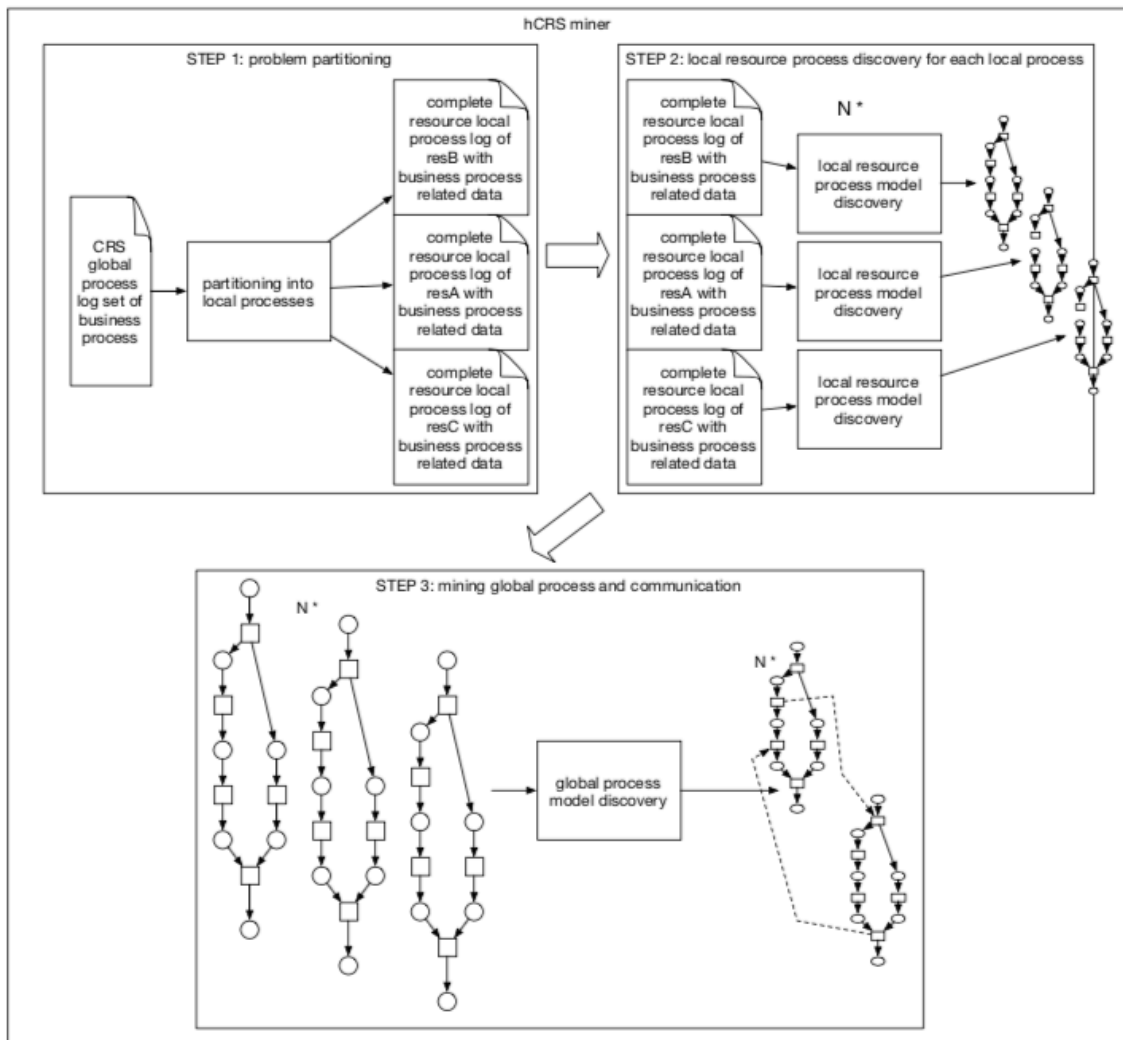 hCRS miner
STEP 1: problem partitioning
CRS
global
process
log set of
business
process
partitioning into
local processes
complete
resource local
process log of
resB with
business process
related data
complete
resource local
process log of
resA with
business process
related data
complete
resource local
process log of
resC with
business process
related data
STEP 2: local resource process discovery for each local process
complete
resource local
process log of
resB with
business process
related data
complete
resource local
process log of
resA with
business process
related data
complete
resource local
process log of
resC with
business process
related data
N *
local resource
process model
discovery
local resource
process model
discovery
local resource
process model
discovery
STEP 3: mining global process and communication
N *
global process
model discovery
N *